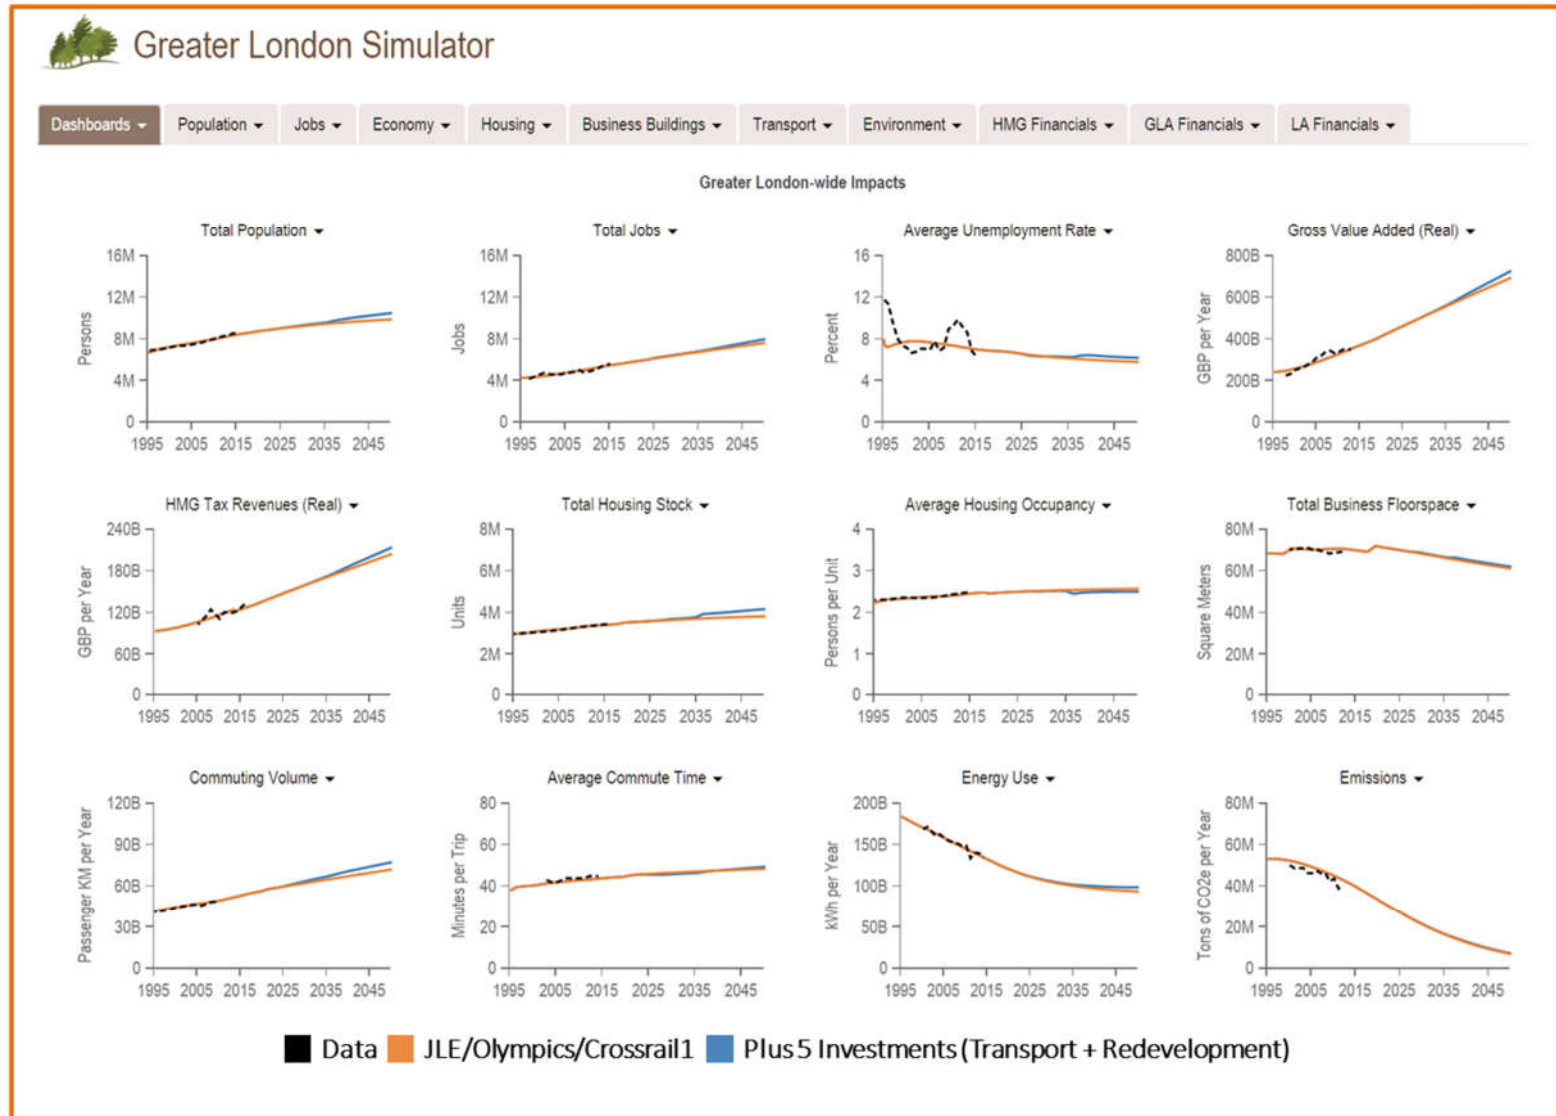 Greater London Simulator
Dashboards Population Jobs Economy Housing Business Buildings Transport Environment HMG Financials GLA Financials LA Financials
Greater London-wide Impacts
Total Population
Persons
16M
12M
8M
4M
0
1995 2005 2015 2025 2035 2045
Total Jobs
Jobs
16M
12M
8M
4M
0
1995 2005 2015 2025 2035 2045
Average Unemployment Rate
Percent
16
12
8
4
0
1995 2005 2015 2025 2035 2045
Gross Value Added (Real)
GBP per Year
800B
600B
400B
200B
0
1995 2005 2015 2025 2035 2045
HMG Tax Revenues (Real)
GBP per Year
240B
180B
120B
60B
0
1995 2005 2015 2025 2035 2045
Total Housing Stock
Units
8M
6M
4M
2M
0
1995 2005 2015 2025 2035 2045
Average Housing Occupancy
Persons per Unit
4
3
2
1
0
1995 2005 2015 2025 2035 2045
Total Business Floorspace
Square Meters
80M
60M
40M
20M
0
1995 2005 2015 2025 2035 2045
Commuting Volume
Passenger KM per Year
120B
90B
60B
30B
0
1995 2005 2015 2025 2035 2045
Average Commute Time
Minutes per Trip
80
60
40
20
0
1995 2005 2015 2025 2035 2045
Energy Use
kWh per Year
200B
150B
100B
50B
0
1995 2005 2015 2025 2035 2045
Emissions
Tons of CO2e per Year
80M
60M
40M
20M
0
1995 2005 2015 2025 2035 2045
Data JLE/Olympics/Crossrail1 Plus 5 Investments (Transport + Redevelopment)